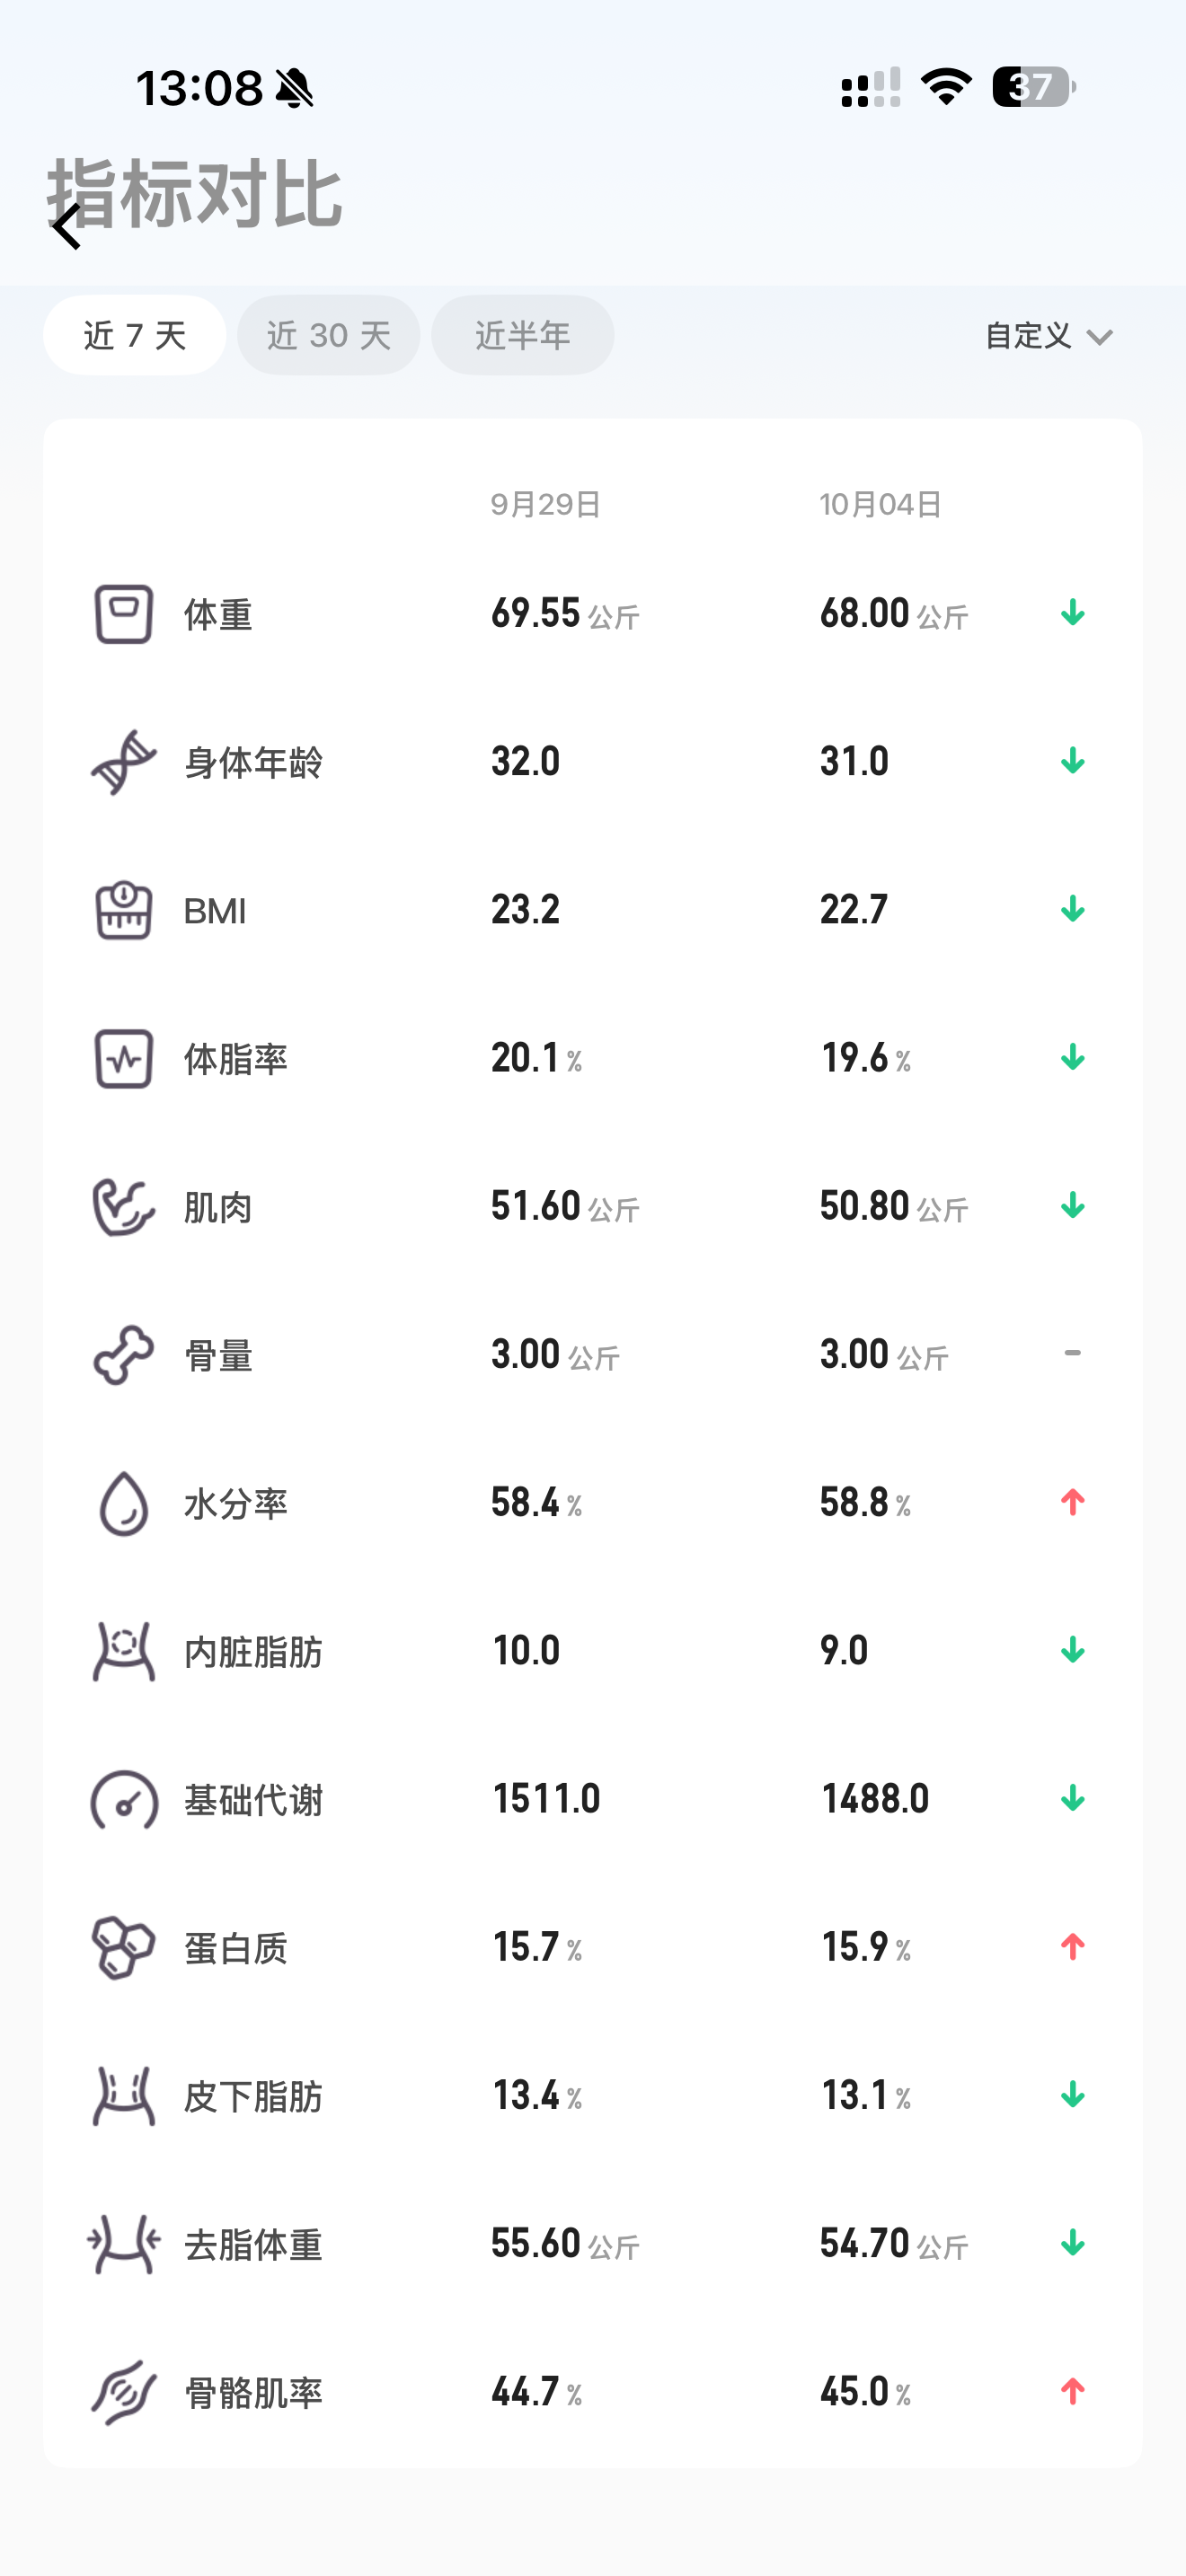 13:08
37
指标对比
近 7 天 近 30 天 近半年 自定义
9月29日 10月04日
体重 69.55 公斤 68.00 公斤
身体年龄 32.0 31.0
BMI 23.2 22.7
体脂率 20.1 % 19.6 %
肌肉 51.60 公斤 50.80 公斤
骨量 3.00 公斤 3.00 公斤 -
水分率 58.4 % 58.8 %
内脏脂肪 10.0 9.0
基础代谢 1511.0 1488.0
蛋白质 15.7 % 15.9 %
皮下脂肪 13.4 % 13.1 %
去脂体重 55.60 公斤 54.70 公斤
骨骼肌率 44.7 % 45.0 %